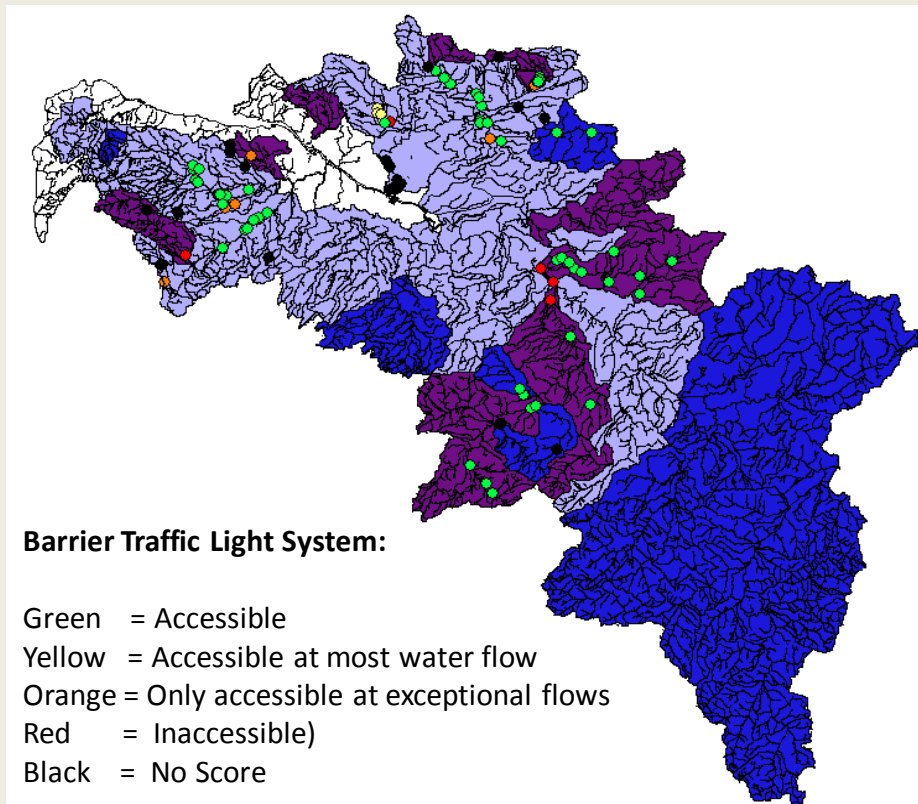 Barrier Traffic Light System:
Green = Accessible
Yellow = Accessible at most water flow
Orange = Only accessible at exceptional flows
Red = Inaccessible)
Black = No Score